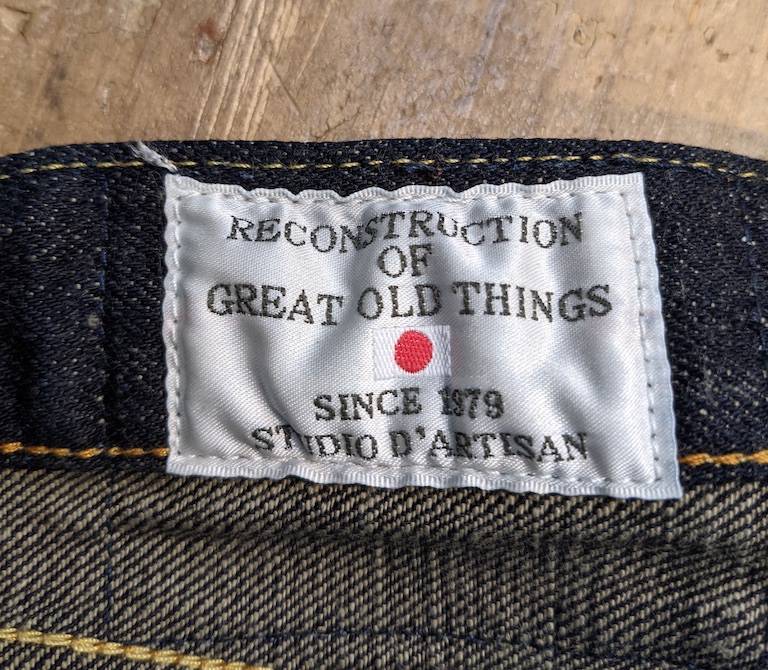 RECONSTRUCTION
OF
GREAT OLD THINGS
SINCE 1979
STUDIO D'ARTISAN